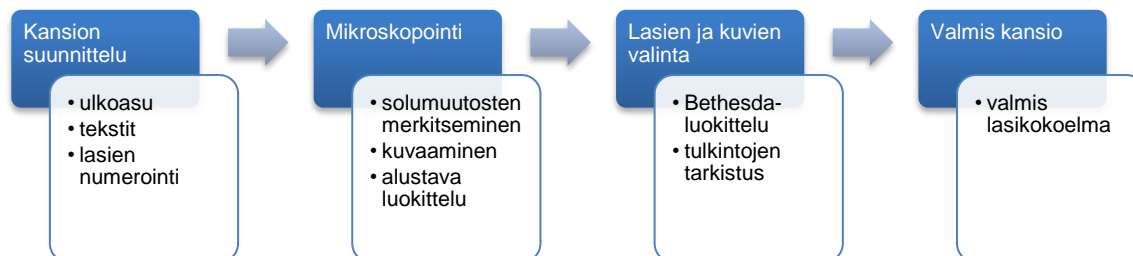 Kansion
suunnittelu
• ulkoasu
• tekstit
• lasien
numerointi
Mikroskopointi
• solumuutosten
merkitseminen
• kuvaaminen
• alustava
luokittelu
Lasien ja kuvien
valinta
• Bethesda-
luokittelu
• tulkintojen
tarkistus
Valmis kansio
• valmis
lasikokoelma